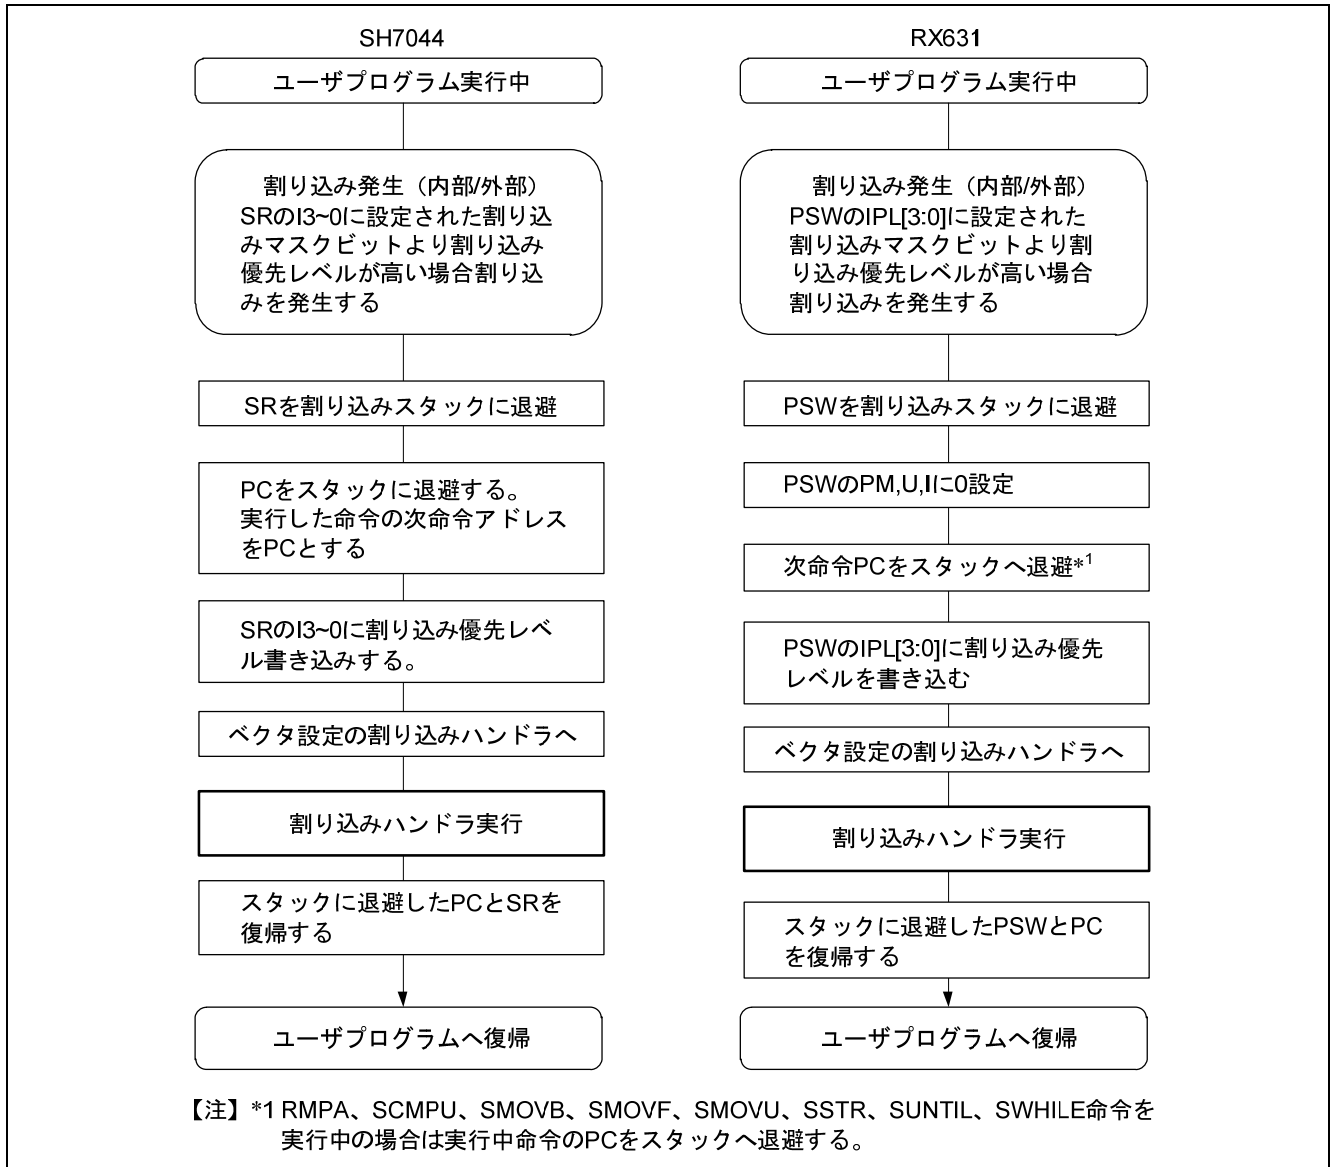 SH7044
ユーザプログラム実行中
割り込み発生（内部/外部）
SRのI3~0に設定された割り込
みマスクビットより割り込み
優先レベルが高い場合割り込
みを発生する
SRを割り込みスタックに退避
PCをスタックに退避する。
実行した命令の次命令アドレス
をPCとする
SRのI3~0に割り込み優先レベ
ル書き込みする。
ベクタ設定の割り込みハンドラへ
割り込みハンドラ実行
スタックに退避したPCとSRを
復帰する
ユーザプログラムへ復帰
RX631
ユーザプログラム実行中
割り込み発生（内部/外部）
PSWのIPL[3:0]に設定された
割り込みマスクビットより割
り込み優先レベルが高い場合
割り込みを発生する
PSWを割り込みスタックに退避
PSWのPM,U,Iに0設定
次命令PCをスタックへ退避*1
PSWのIPL[3:0]に割り込み優先
レベルを書き込む
ベクタ設定の割り込みハンドラへ
割り込みハンドラ実行
スタックに退避したPSWとPC
を復帰する
ユーザプログラムへ復帰
【注】*1 RMPA、SCMPU、SMOVB、SMOVF、SMOVU、SSTR、SUNTIL、SWHILE命令を
実行中の場合は実行中命令のPCをスタックへ退避する。